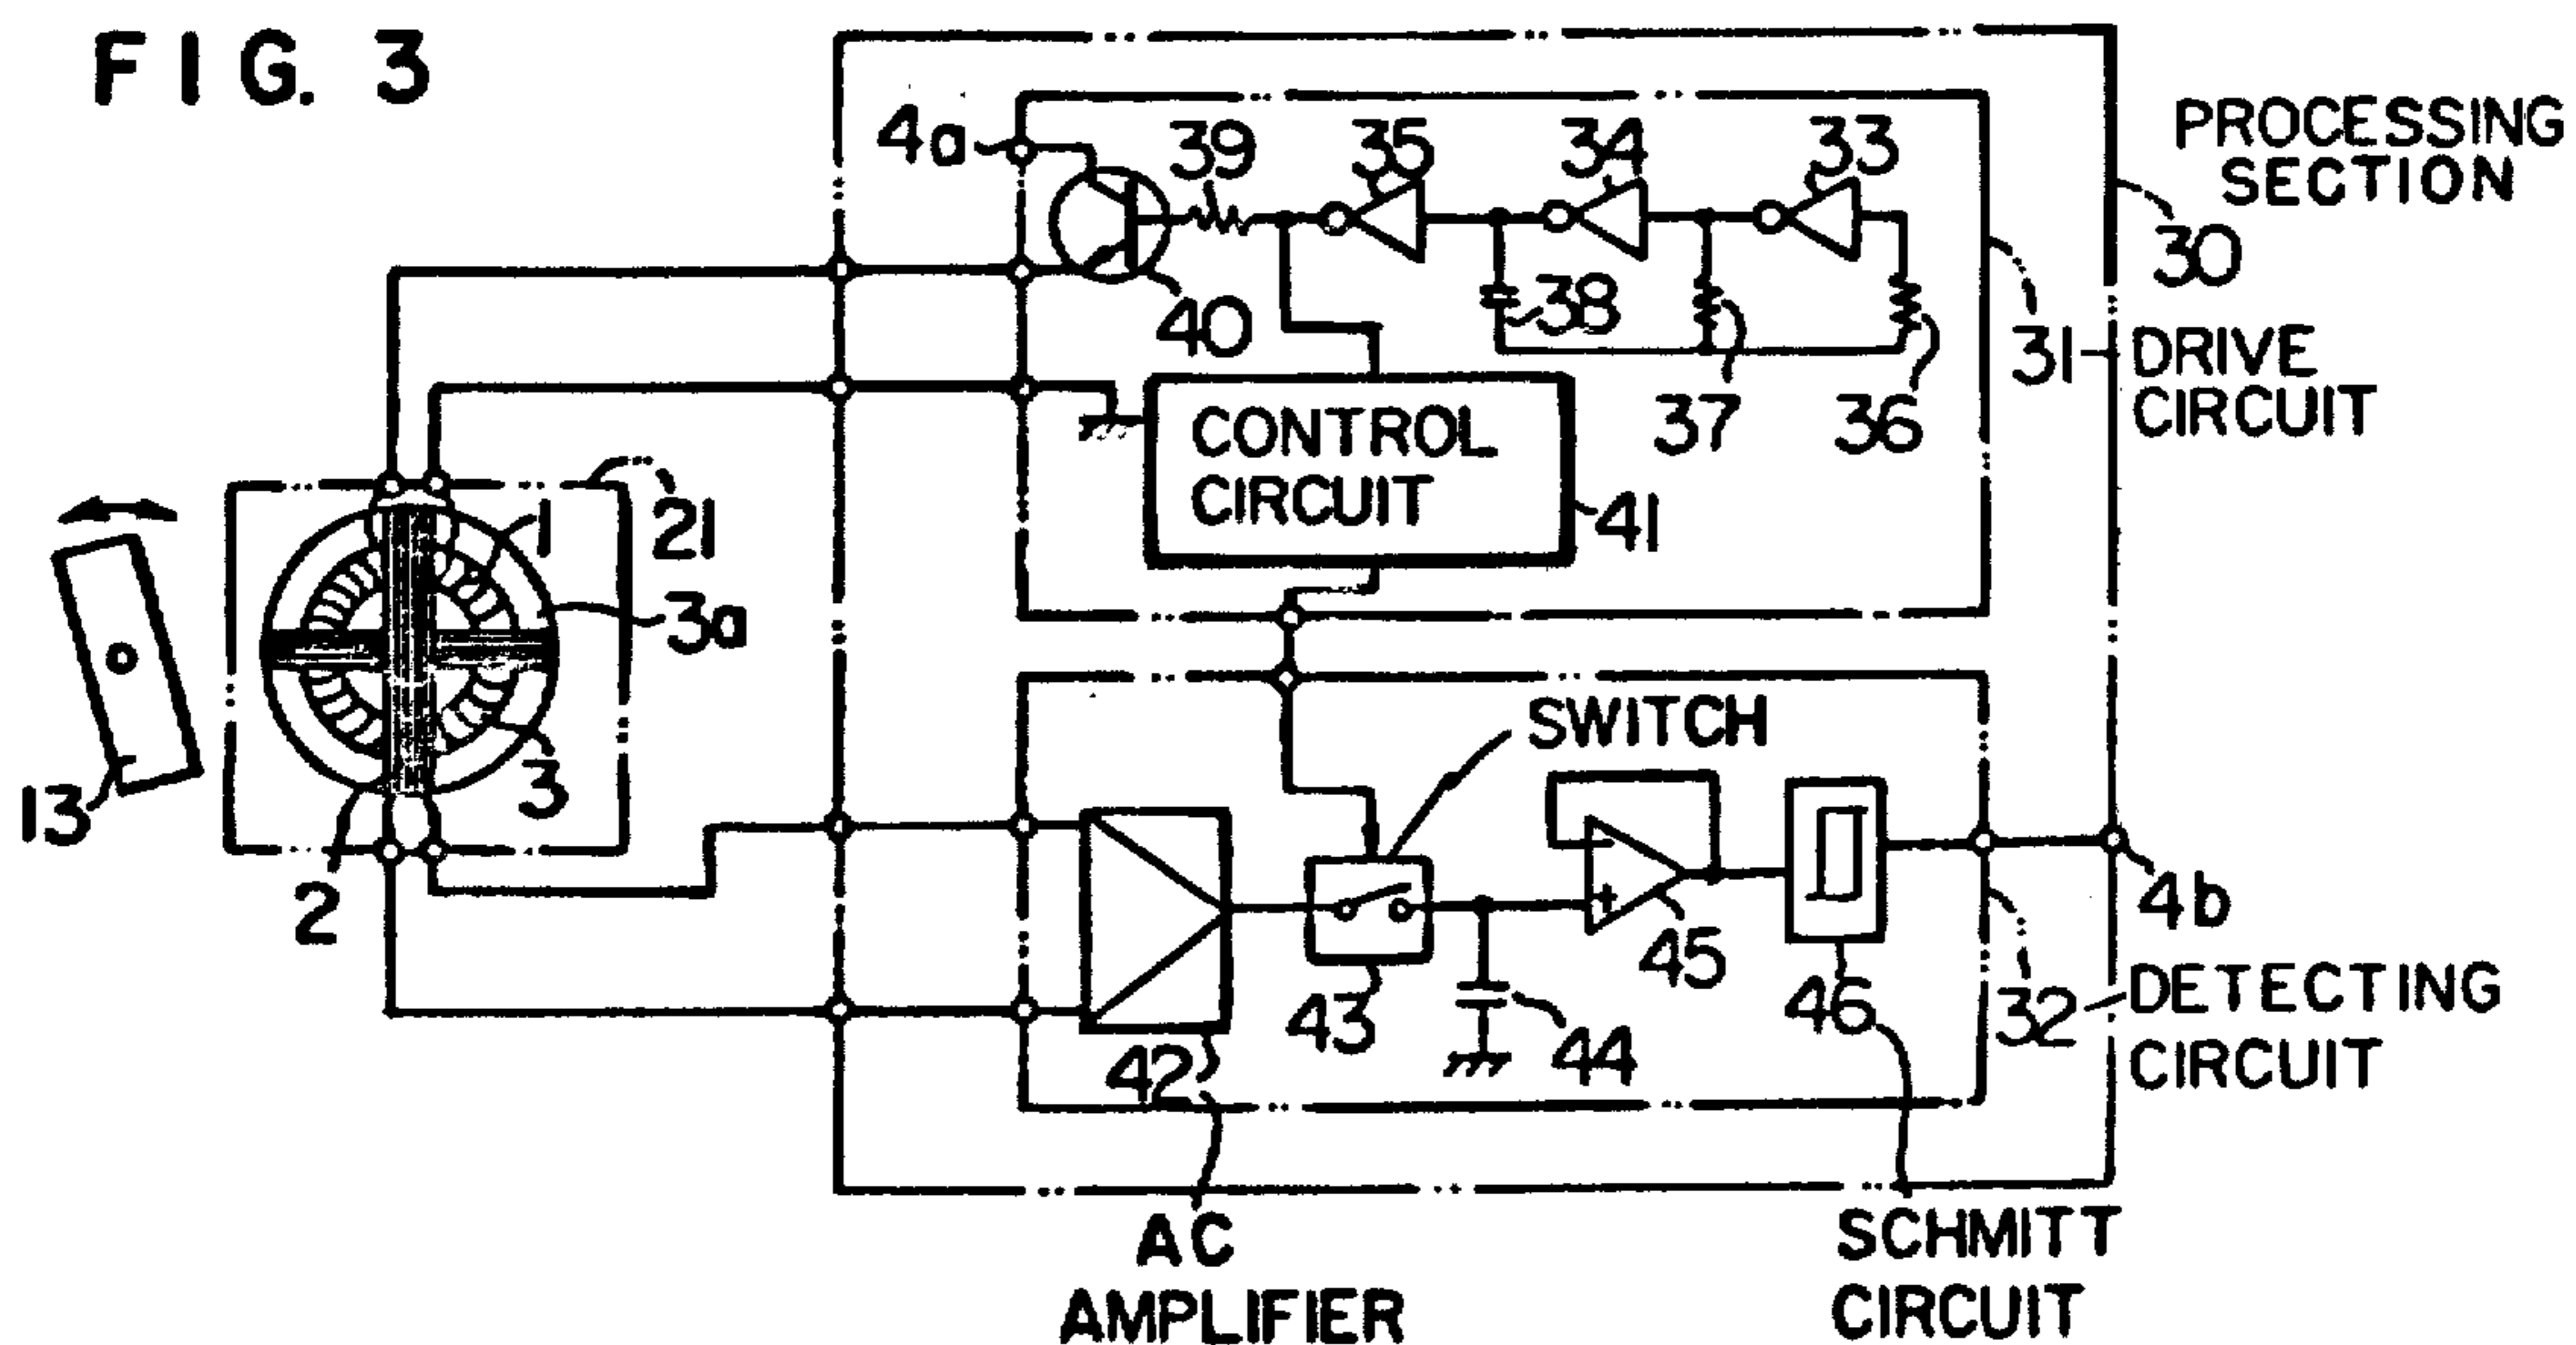 FIG. 3
4a
39
35
34
33
PROCESSING
SECTION
30
40
38
37
36
31
DRIVE
CIRCUIT
CONTROL
CIRCUIT
41
21
1
3a
3
13
2
SWITCH
-
+
45
43
44
46
4b
32
DETECTING
CIRCUIT
42
AC
AMPLIFIER
SCHMITT
CIRCUIT